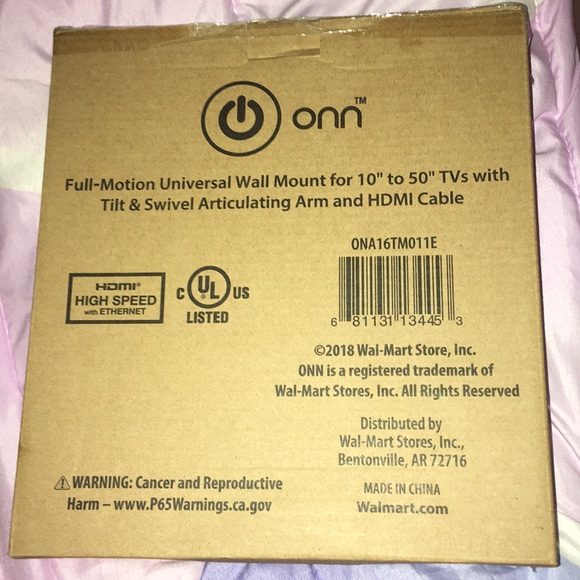 onn™
Full-Motion Universal Wall Mount for 10" to 50" TVs with
Tilt & Swivel Articulating Arm and HDMI Cable
ONA16TM011E
HDMI®
HIGH SPEED
with ETHERNET
C UL® US
LISTED
6 81131 13445 3
©2018 Wal-Mart Store, Inc.
ONN is a registered trademark of
Wal-Mart Stores, Inc. All Rights Reserved
Distributed by
Wal-Mart Stores, Inc.,
Bentonville, AR 72716
⚠WARNING: Cancer and Reproductive
Harm – www.P65Warnings.ca.gov
MADE IN CHINA
Walmart.com